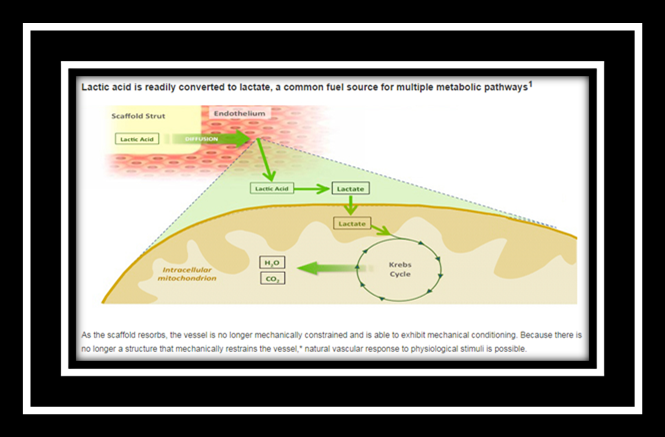 Lactic acid is readily converted to lactate, a common fuel source for multiple metabolic pathways¹
Scaffold Strut
Endothelium
Lactic Acid
DIFFUSION
Lactic Acid
Lactate
Lactate
Krebs
Cycle
H₂O
CO₂
Intracellular
mitochondrion
As the scaffold resorbs, the vessel is no longer mechanically constrained and is able to exhibit mechanical conditioning. Because there is
no longer a structure that mechanically restrains the vessel,* natural vascular response to physiological stimuli is possible.